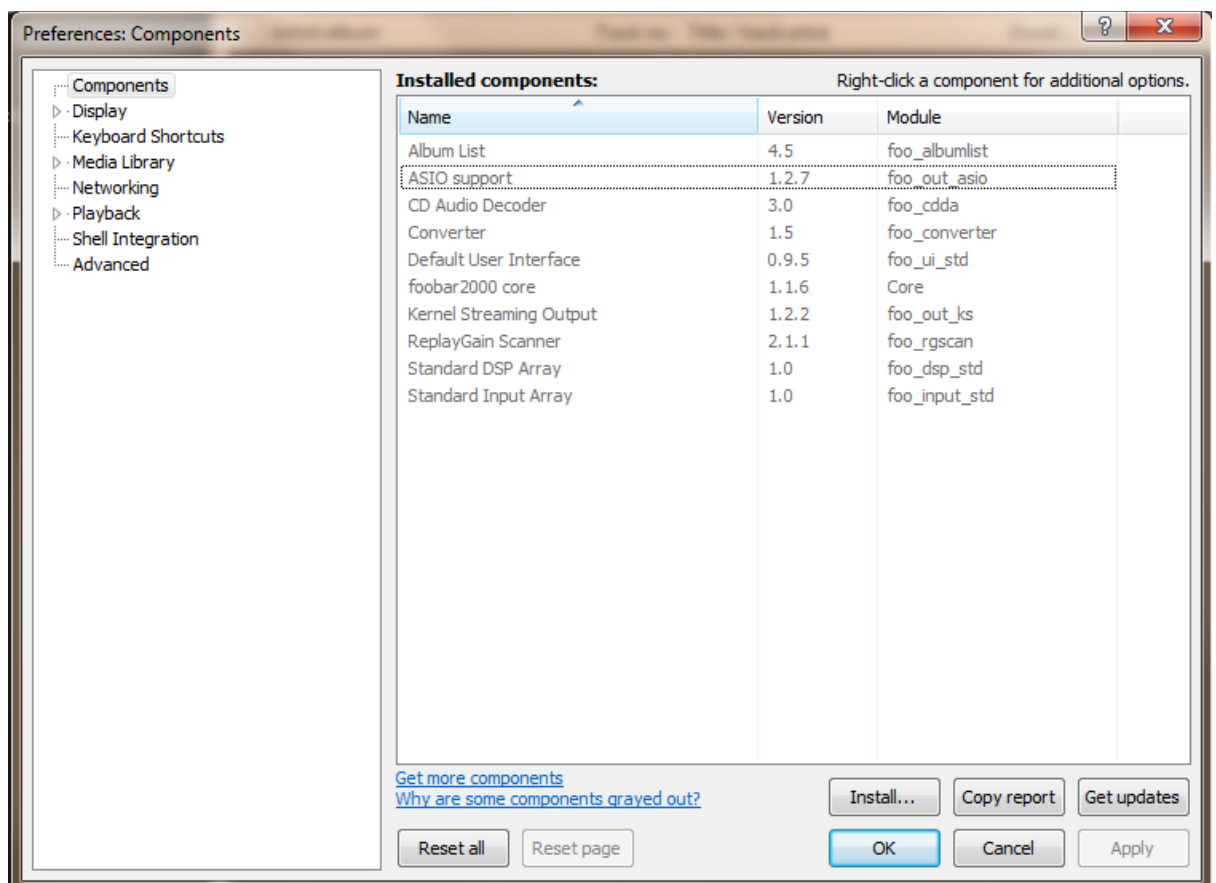 Preferences: Components
Components
Display
Keyboard Shortcuts
Media Library
Networking
Playback
Shell Integration
Advanced
Installed components: Right-click a component for additional options.
Name Version Module
Album List 4.5 foo_albumlist
ASIO support 1.2.7 foo_out_asio
CD Audio Decoder 3.0 foo_cdda
Converter 1.5 foo_converter
Default User Interface 0.9.5 foo_ui_std
foobar2000 core 1.1.6 Core
Kernel Streaming Output 1.2.2 foo_out_ks
ReplayGain Scanner 2.1.1 foo_rgscan
Standard DSP Array 1.0 foo_dsp_std
Standard Input Array 1.0 foo_input_std
Get more components
Why are some components grayed out?
Install... Copy report Get updates
Reset all Reset page OK Cancel Apply